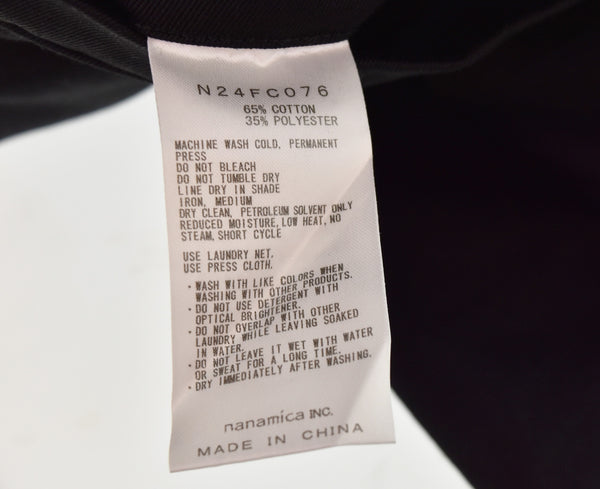 N24FC076
65% COTTON
35% POLYESTER
MACHINE WASH COLD, PERMANENT
PRESS
DO NOT BLEACH
DO NOT TUMBLE DRY
LINE DRY IN SHADE
IRON, MEDIUM
DRY CLEAN, PETROLEUM SOLVENT ONLY
REDUCED MOISTURE, LOW HEAT, NO
STEAM, SHORT CYCLE
USE LAUNDRY NET.
USE PRESS CLOTH.
・WASH WITH LIKE COLORS WHEN
WASHING WITH OTHER PRODUCTS.
・DO NOT USE DETERGENT WITH
OPTICAL BRIGHTENER.
・DO NOT OVERLAP WITH OTHER
LAUNDRY WHILE LEAVING SOAKED
IN WATER.
・DO NOT LEAVE IT WET WITH WATER
OR SWEAT FOR A LONG TIME.
・DRY IMMEDIATELY AFTER WASHING.
nanamica INC.
MADE IN CHINA